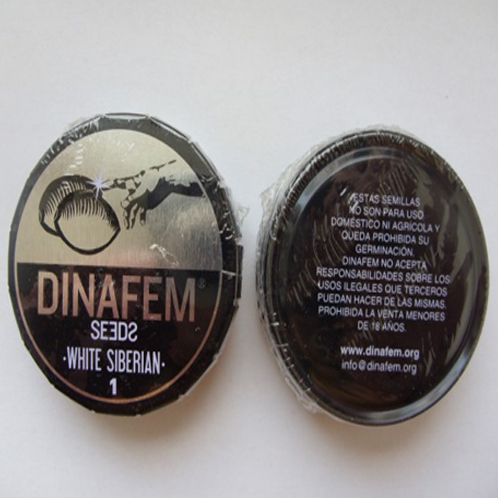 DINAFEM®
SEEDS
·WHITE SIBERIAN·
1
ESTAS SEMILLAS
NO SON PARA USO
DOMÉSTICO NI AGRÍCOLA Y
QUEDA PROHIBIDA SU
GERMINACIÓN.
DINAFEM NO ACEPTA
RESPONSABILIDADES SOBRE LOS
USOS ILEGALES QUE TERCEROS
PUEDAN HACER DE LAS MISMAS.
PROHIBIDA LA VENTA MENORES
DE 18 AÑOS.
www.dinafem.org
info@dinafem.org